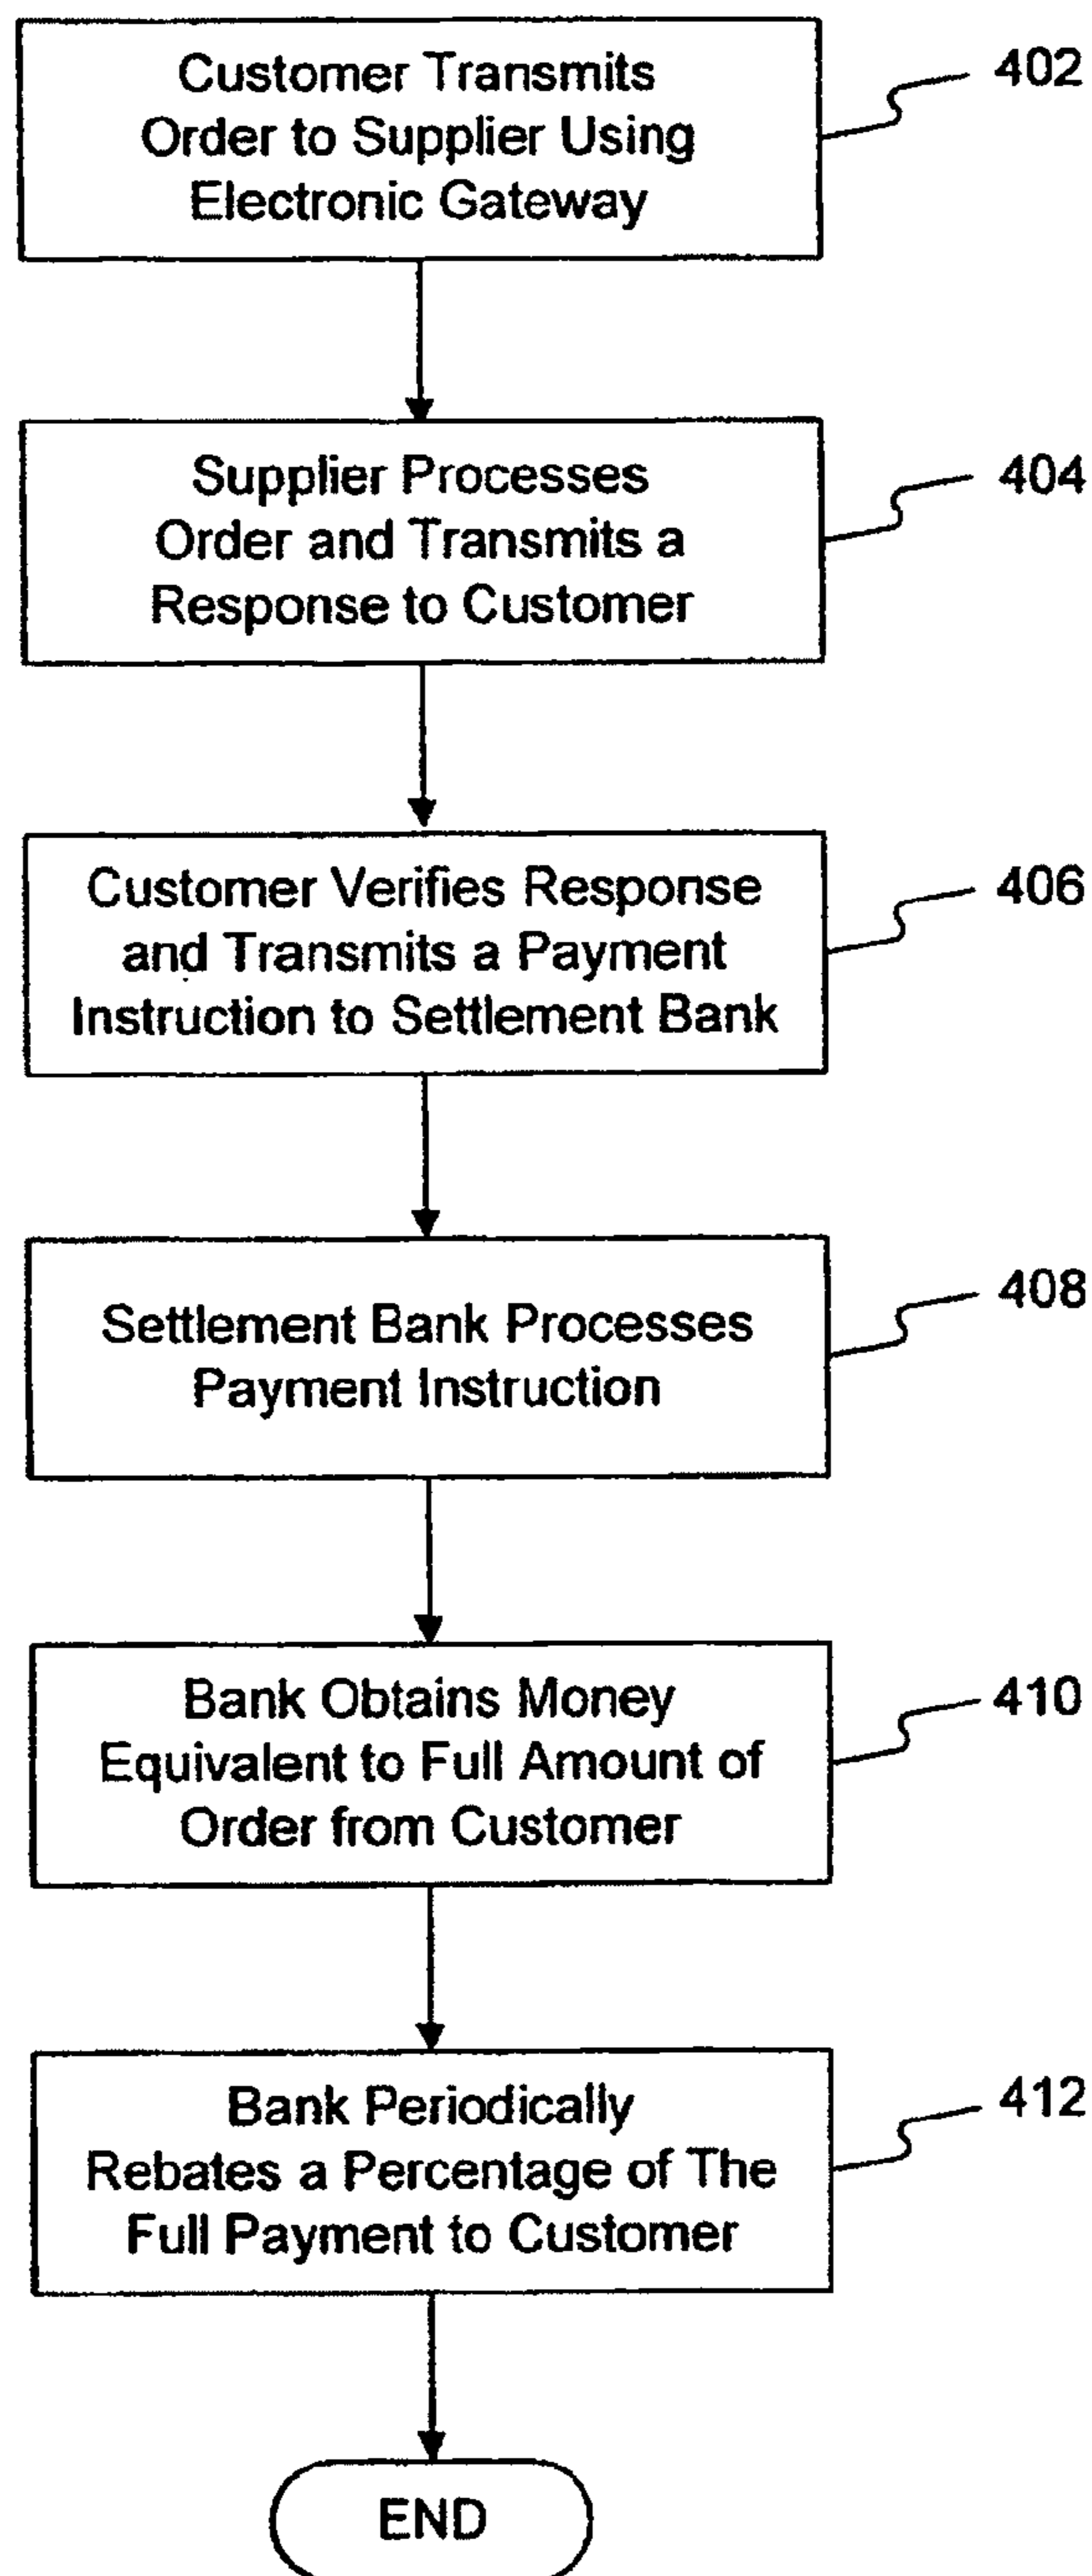 Customer Transmits
Order to Supplier Using
Electronic Gateway
402
Supplier Processes
Order and Transmits a
Response to Customer
404
Customer Verifies Response
and Transmits a Payment
Instruction to Settlement Bank
406
Settlement Bank Processes
Payment Instruction
408
Bank Obtains Money
Equivalent to Full Amount of
Order from Customer
410
Bank Periodically
Rebates a Percentage of The
Full Payment to Customer
412
END